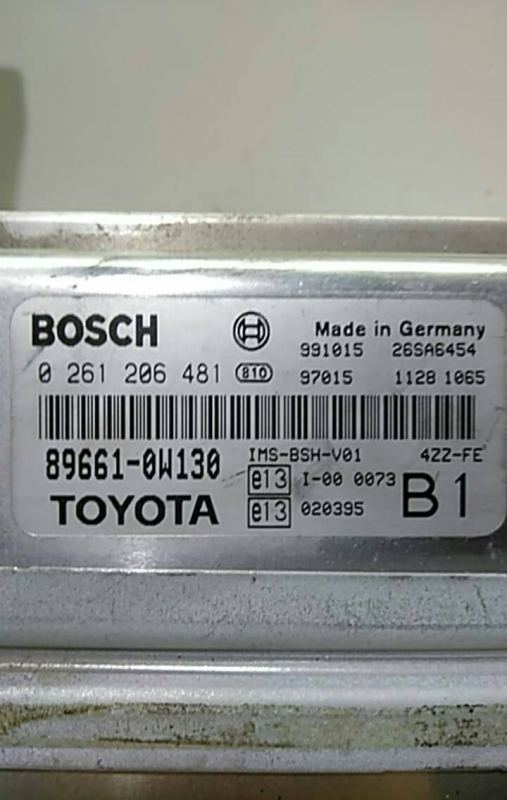 BOSCH
Made in Germany
991015 26SA6454
0 261 206 481 810 97015 1128 1065
89661-0W130 IMS-BSH-V01 4ZZ-FE
e13 I-00 0073
TOYOTA e13 020395 B1